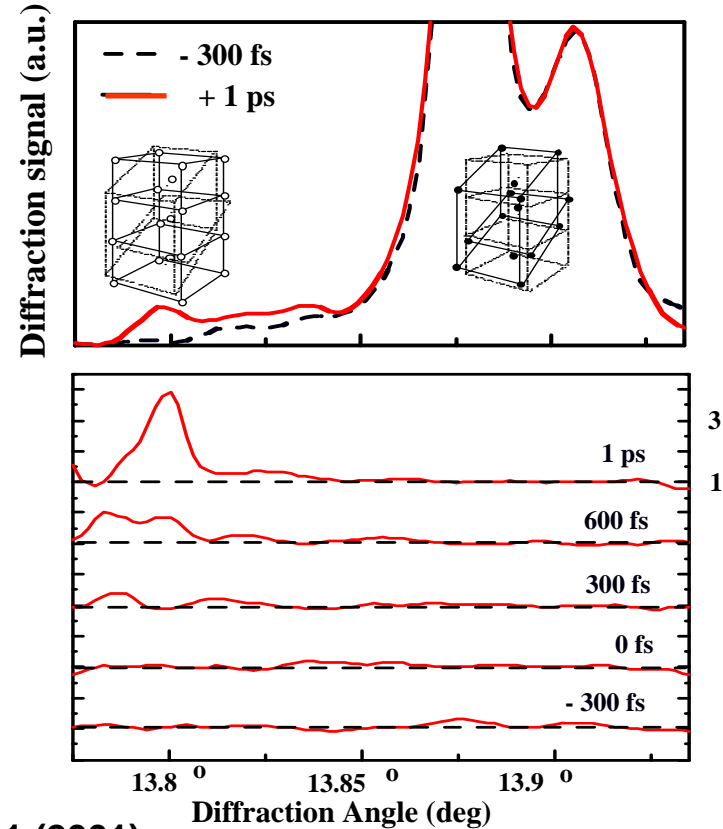 Diffraction signal (a.u.)
- 300 fs
+ 1 ps
3
1
1 ps
600 fs
300 fs
0 fs
- 300 fs
13.8 o
13.85 o
13.9 o
Diffraction Angle (deg)